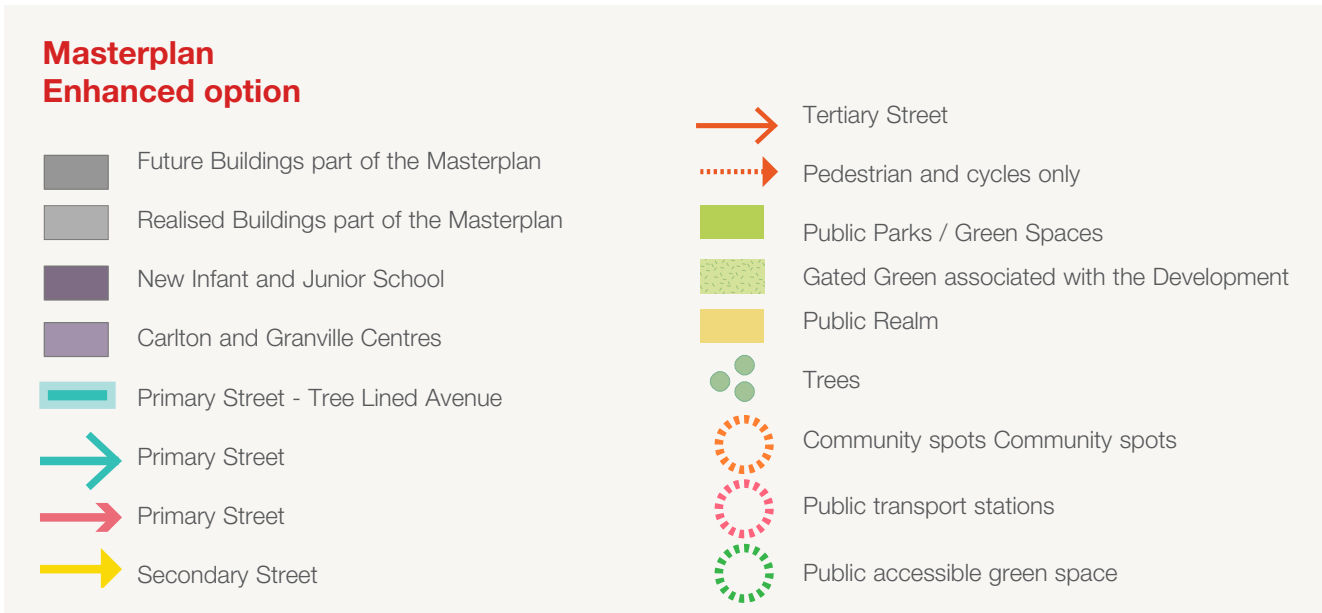 Masterplan
Enhanced option
Future Buildings part of the Masterplan
Realised Buildings part of the Masterplan
New Infant and Junior School
Carlton and Granville Centres
Primary Street - Tree Lined Avenue
Primary Street
Primary Street
Secondary Street
Tertiary Street
Pedestrian and cycles only
Public Parks / Green Spaces
Gated Green associated with the Development
Public Realm
Trees
Community spots Community spots
Public transport stations
Public accessible green space